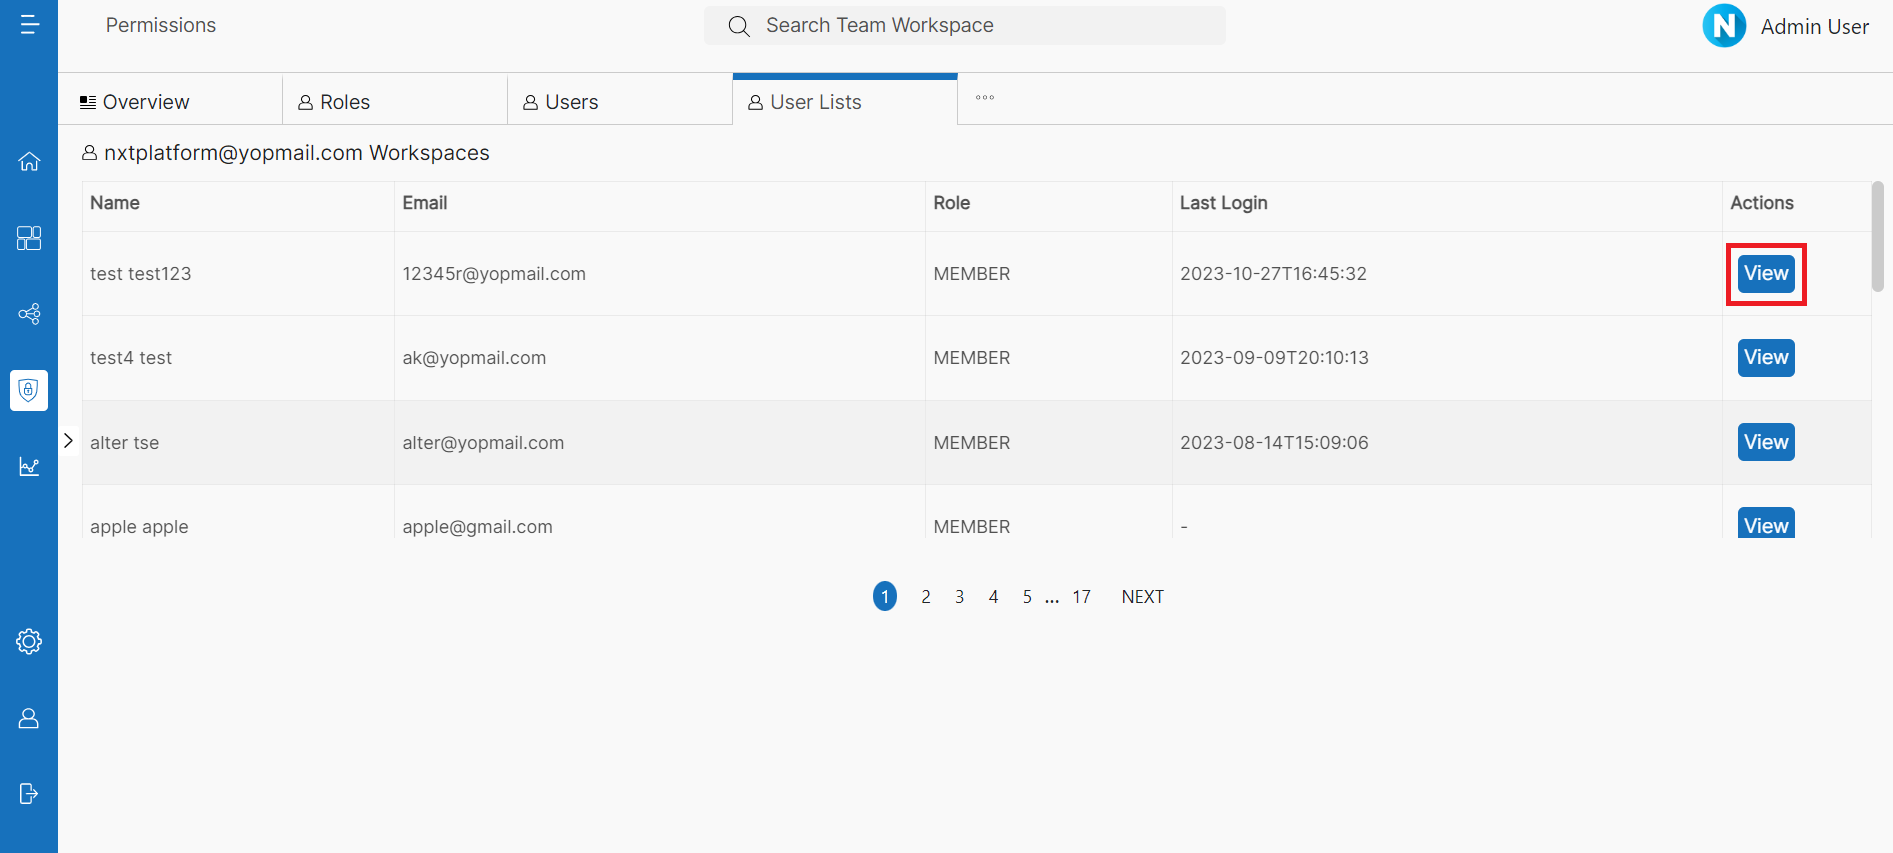 Permissions
Search Team Workspace
N Admin User
Overview Roles Users User Lists
nxtplatform@yopmail.com Workspaces
Name Email Role Last Login Actions
test test123 12345r@yopmail.com MEMBER 2023-10-27T16:45:32 View
test4 test ak@yopmail.com MEMBER 2023-09-09T20:10:13 View
alter tse alter@yopmail.com MEMBER 2023-08-14T15:09:06 View
apple apple apple@gmail.com MEMBER - View
1 2 3 4 5 ... 17 NEXT